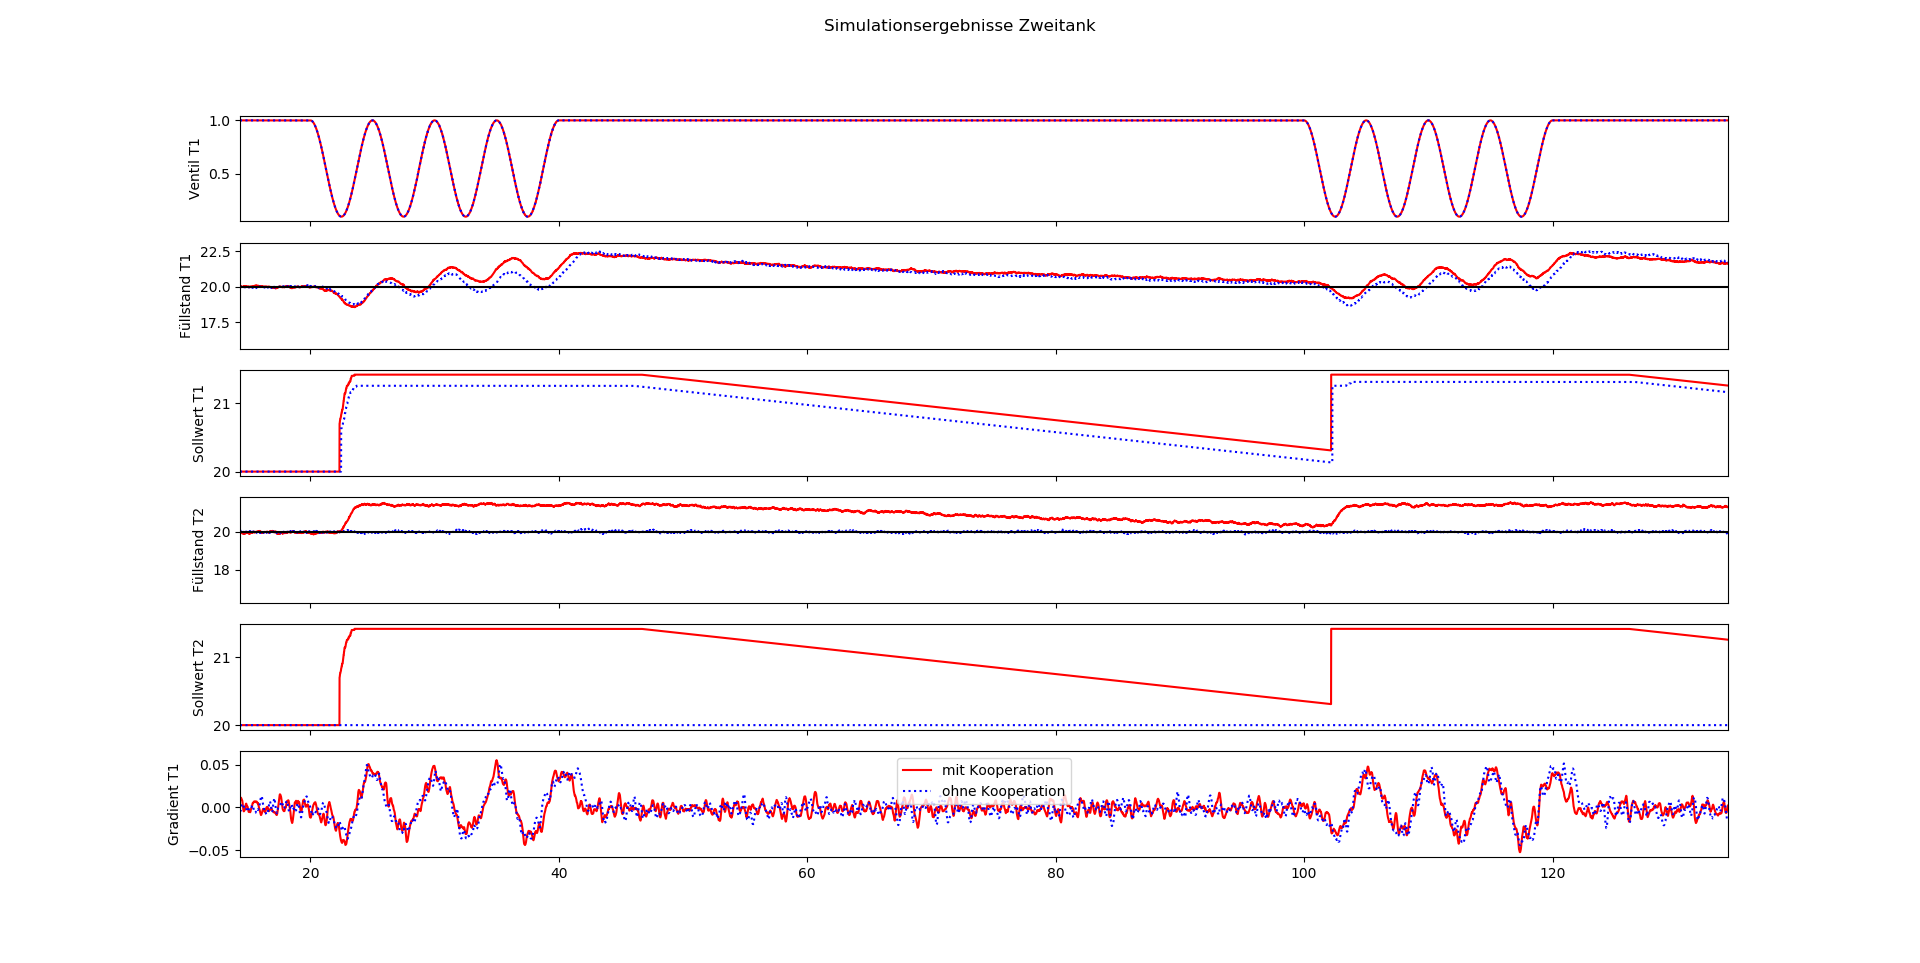 Simulationsergebnisse Zweitank
1.0
0.5
Ventil T1
22.5
20.0
17.5
Füllstand T1
21
20
Sollwert T1
20
18
Füllstand T2
21
20
Sollwert T2
0.05
0.00
−0.05
Gradient T1
mit Kooperation
ohne Kooperation
20 40 60 80 100 120